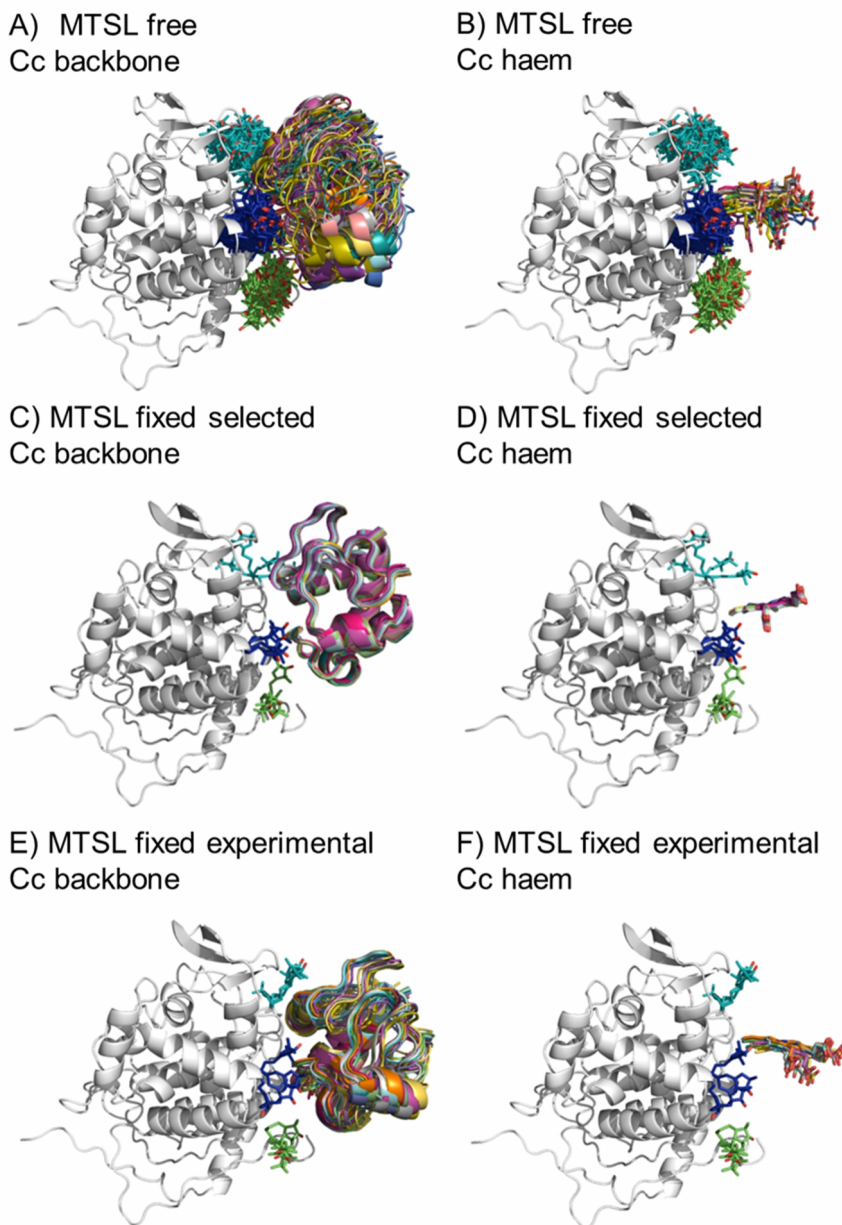 A) MTSL free
Cc backbone
B) MTSL free
Cc haem
C) MTSL fixed selected
Cc backbone
D) MTSL fixed selected
Cc haem
E) MTSL fixed experimental
Cc backbone
F) MTSL fixed experimental
Cc haem